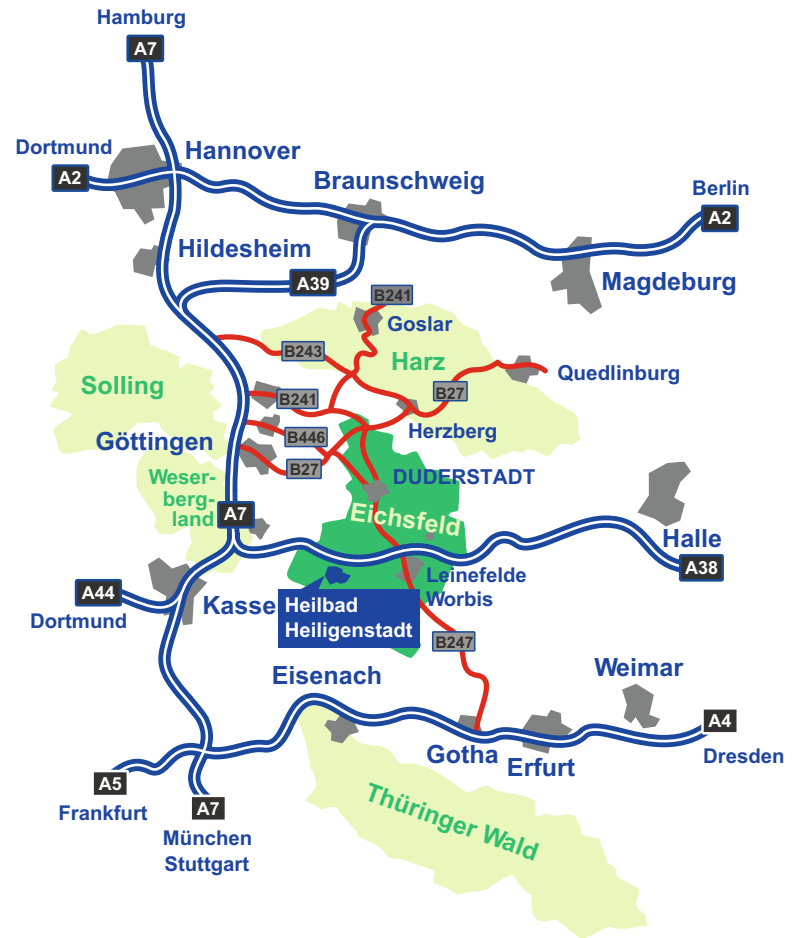 Hamburg
A7
Dortmund
Hannover
A2
Braunschweig
Berlin
A2
Hildesheim
A39
Magdeburg
B241
Goslar
B243
Harz
Solling
Quedlinburg
B27
B241
Herzberg
Göttingen
B446
B27
DUDERSTADT
Weser-
berg-
land
A7
Eichsfeld
Halle
A38
A44
Dortmund
Kasse
Heilbad
Heiligenstadt
Leinefelde
Worbis
B247
Eisenach
Weimar
A4
Dresden
Gotha
Erfurt
A5
Frankfurt
A7
München
Stuttgart
Thüringer Wald